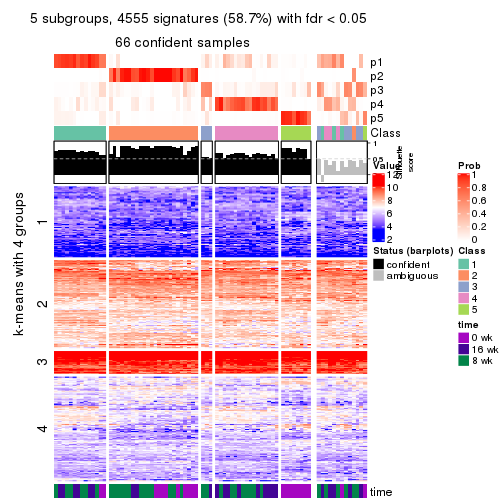 5 subgroups, 4555 signatures (58.7%) with fdr < 0.05
66 confident samples
p1
p2
p3
p4
p5
Class
1
0.5
Silhouette
score
k-means with 4 groups
1
2
3
4
time
Value
12
6
4
2
Prob
1
0.8
0.6
0.4
0.2
0
Status (barplots)
confident
ambiguous
Class
1
2
3
4
5
time
0 wk
16 wk
8 wk